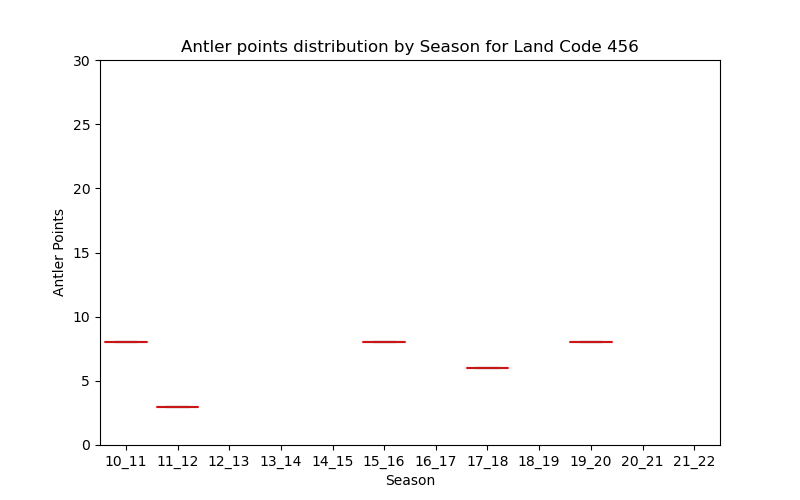 Antler points distribution by Season for Land Code 456
30
25
20
15
10
5
0
Antler Points
10_11 11_12 12_13 13_14 14_15 15_16 16_17 17_18 18_19 19_20 20_21 21_22
Season